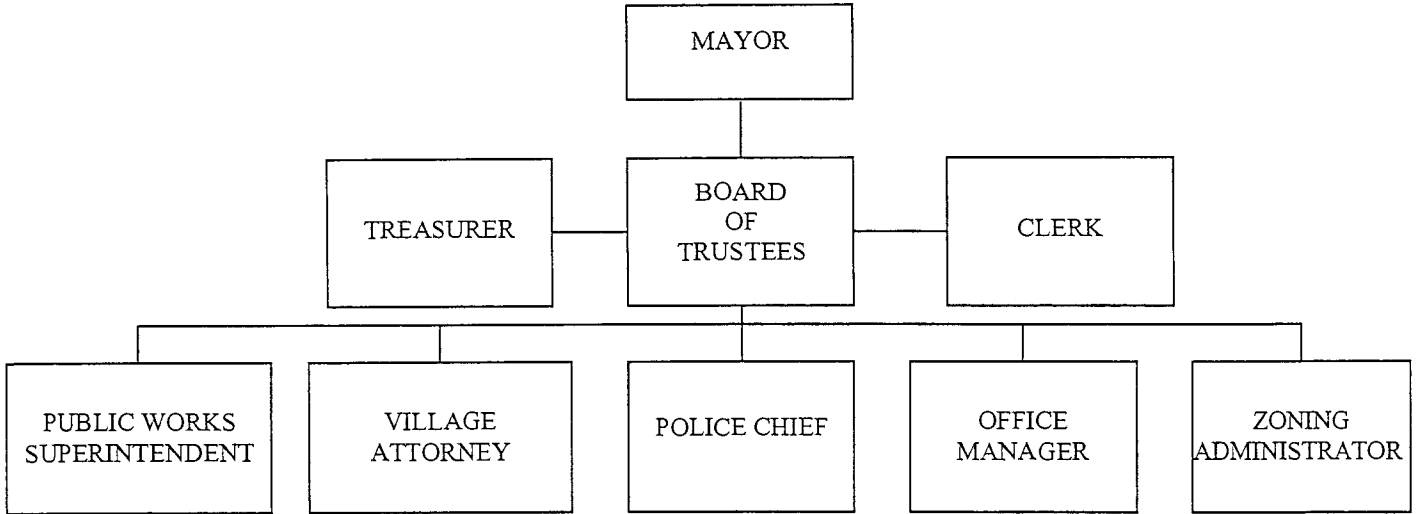 MAYOR
TREASURER
BOARD
OF
TRUSTEES
CLERK
PUBLIC WORKS
SUPERINTENDENT
VILLAGE
ATTORNEY
POLICE CHIEF
OFFICE
MANAGER
ZONING
ADMINISTRATOR